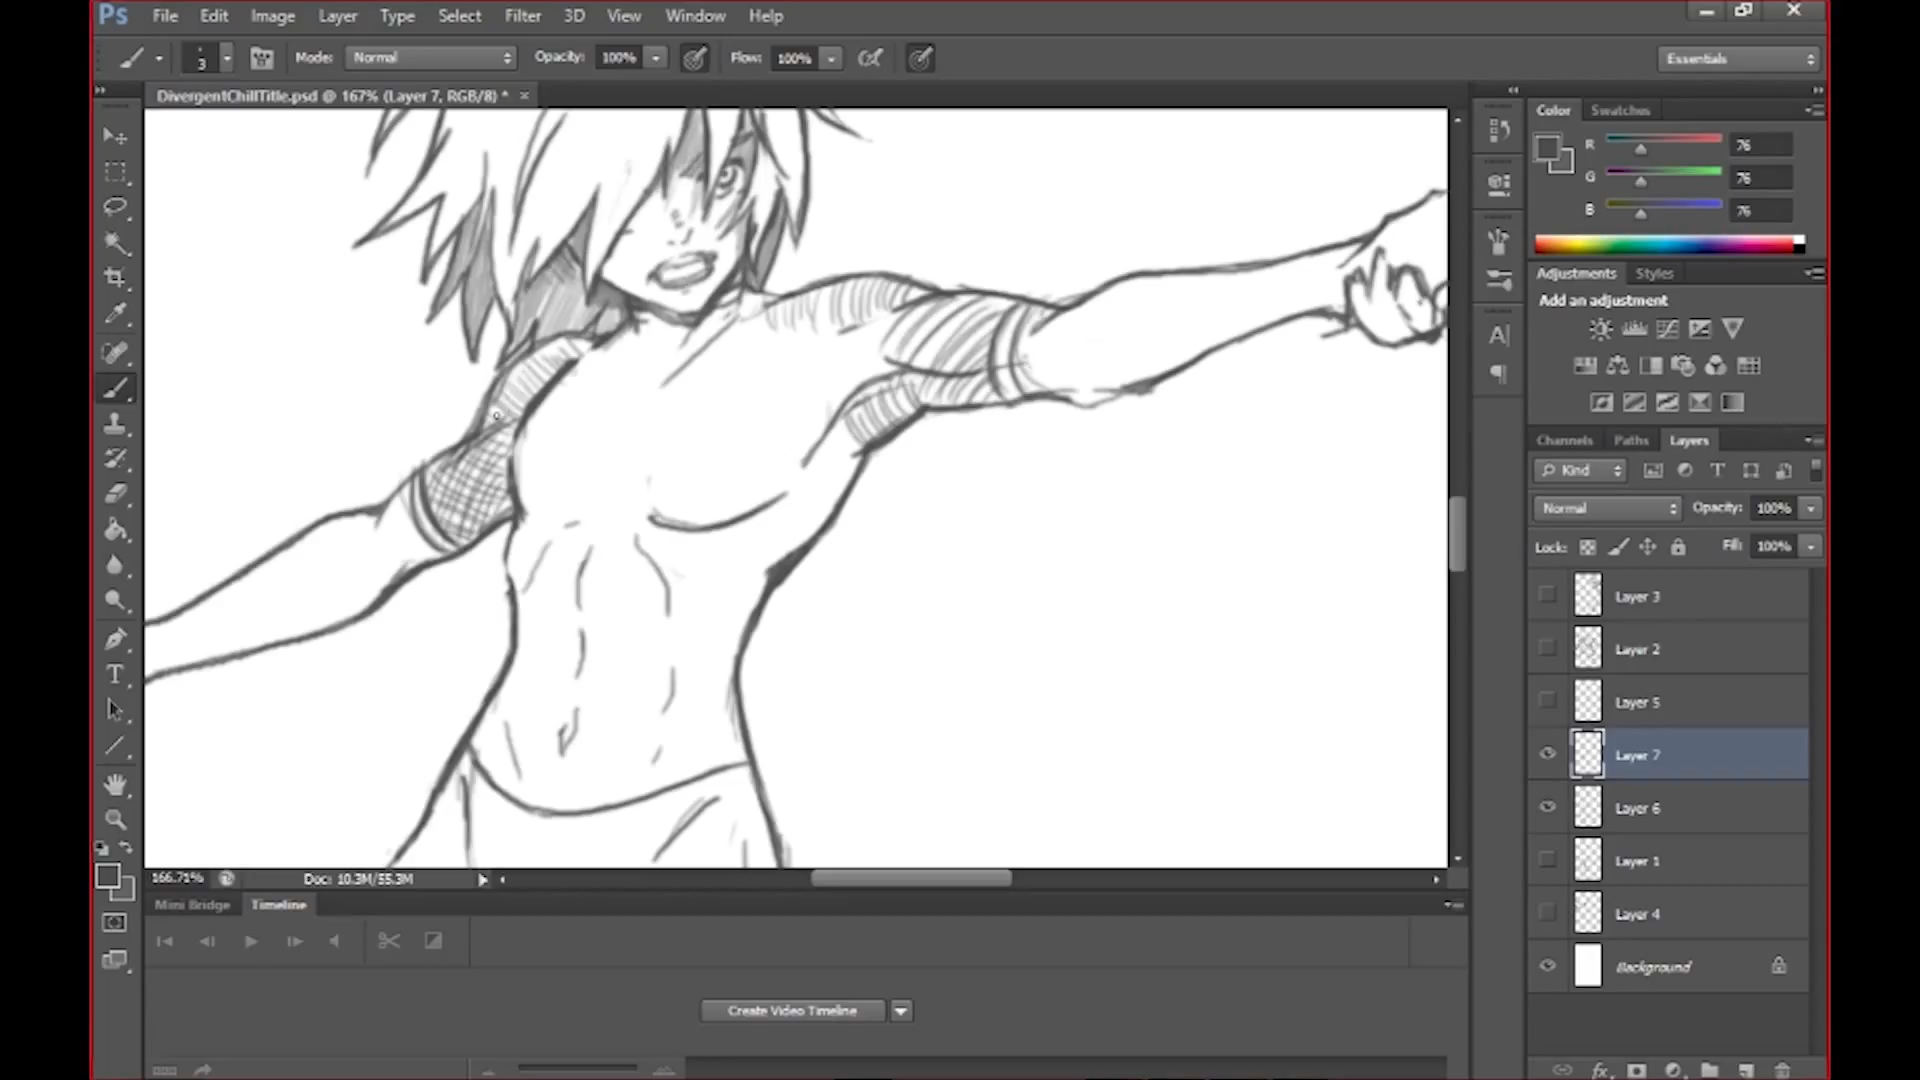 Ps File Edit Image Layer Type Select Filter 3D View Window Help
3 Mode: Normal Opacity: 100% Flow: 100% Essentials
DivergentChillTitle.psd @ 167% (Layer 7, RGB/8) * ×
Color Swatches
R 76
G 76
B 76
Adjustments Styles
Add an adjustment
Channels Paths Layers
Kind
Normal Opacity: 100%
Lock: Fill: 100%
Layer 3
Layer 2
Layer 5
Layer 7
Layer 6
Layer 1
Layer 4
Background
166.71% Doc: 10.3M/55.3M
Mini Bridge Timeline
Create Video Timeline